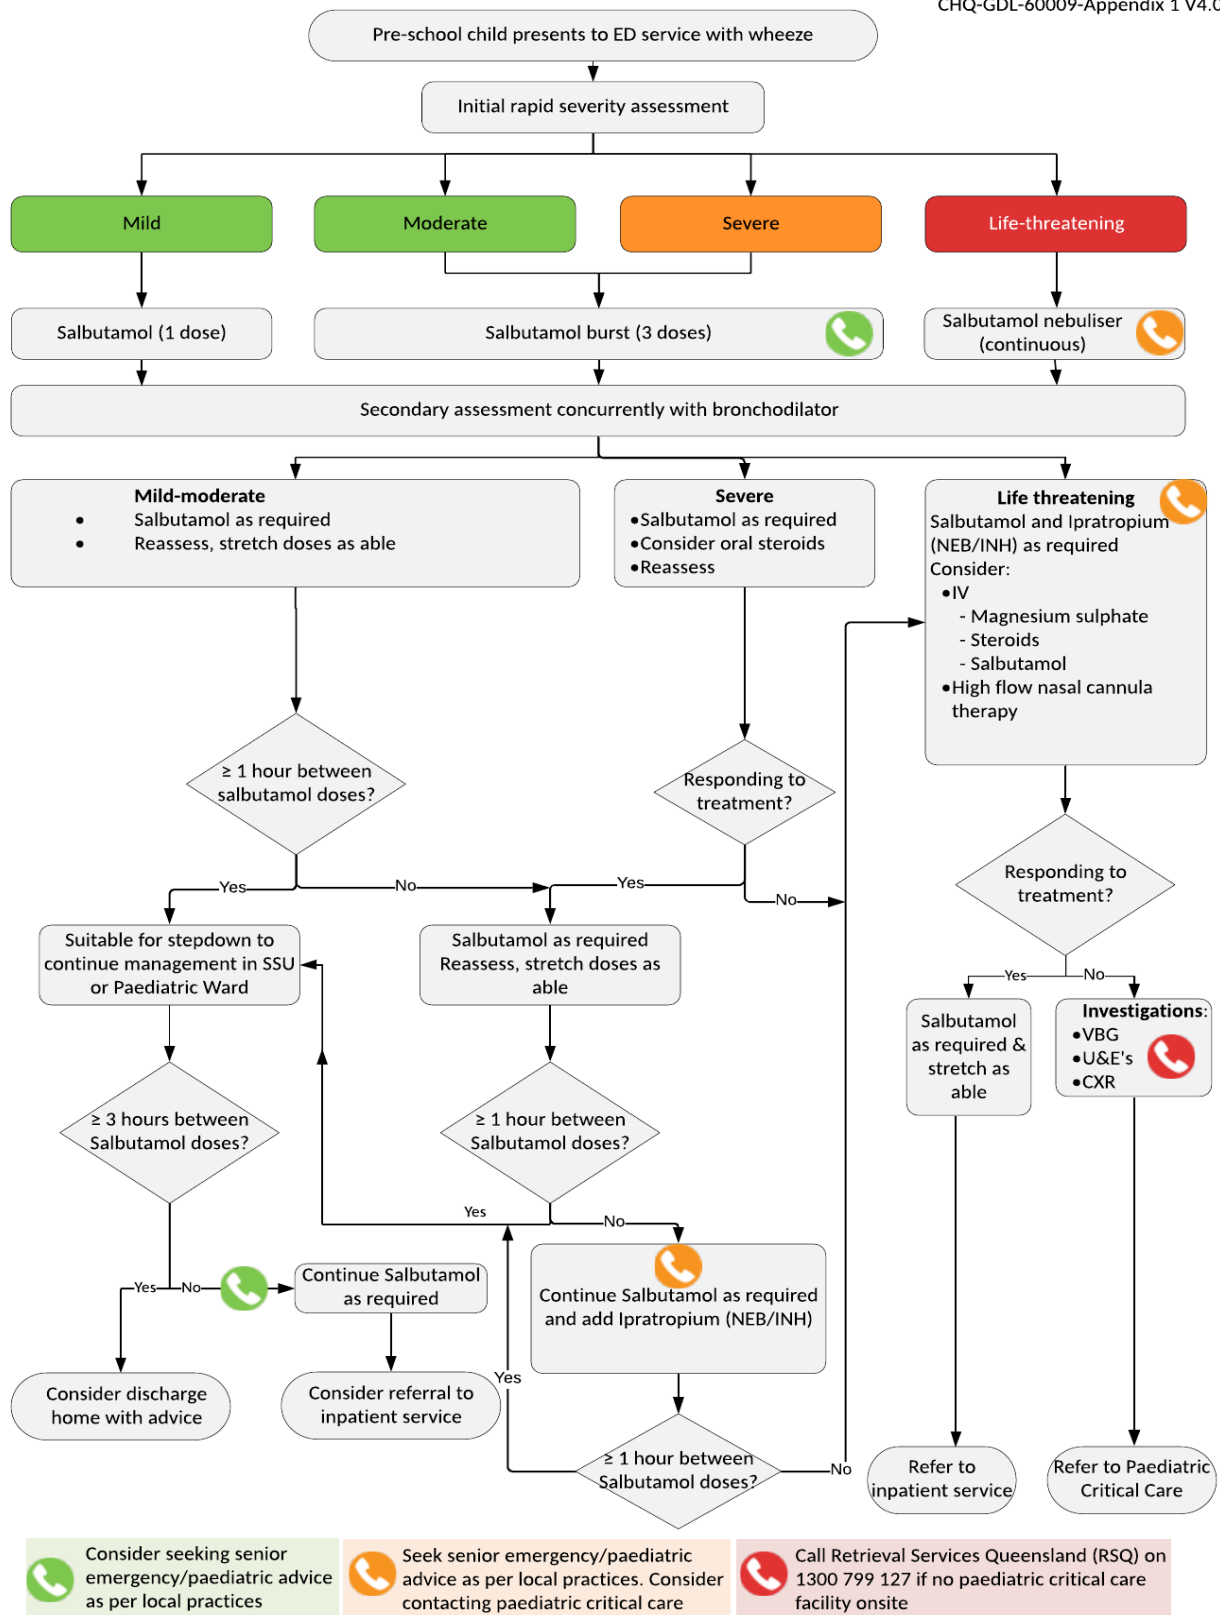 CHQ-GDL-60009-Appendix 1 V4.0
Pre-school child presents to ED service with wheeze
Initial rapid severity assessment
Mild
Moderate
Severe
Life-threatening
Salbutamol (1 dose)
Salbutamol burst (3 doses)
Salbutamol nebuliser
(continuous)
Secondary assessment concurrently with bronchodilator
Mild-moderate
• Salbutamol as required
• Reassess, stretch doses as able
Severe
•Salbutamol as required
•Consider oral steroids
•Reassess
Life threatening
Salbutamol and Ipratropium
(NEB/INH) as required
Consider:
•IV
- Magnesium sulphate
- Steroids
- Salbutamol
•High flow nasal cannula
therapy
≥ 1 hour between
salbutamol doses?
Responding to
treatment?
Responding to
treatment?
Yes
No
Yes
No
Yes
No
Suitable for stepdown to
continue management in SSU
or Paediatric Ward
Salbutamol as required
Reassess, stretch doses as
able
Salbutamol
as required &
stretch as
able
Investigations:
•VBG
•U&E's
•CXR
≥ 3 hours between
Salbutamol doses?
≥ 1 hour between
Salbutamol doses?
Yes
No
Yes
No
Continue Salbutamol
as required
Continue Salbutamol as required
and add Ipratropium (NEB/INH)
Consider discharge
home with advice
Consider referral to
inpatient service
Yes
≥ 1 hour between
Salbutamol doses?
No
Refer to
inpatient service
Refer to Paediatric
Critical Care
Consider seeking senior
emergency/paediatric advice
as per local practices
Seek senior emergency/paediatric
advice as per local practices. Consider
contacting paediatric critical care
Call Retrieval Services Queensland (RSQ) on
1300 799 127 if no paediatric critical care
facility onsite